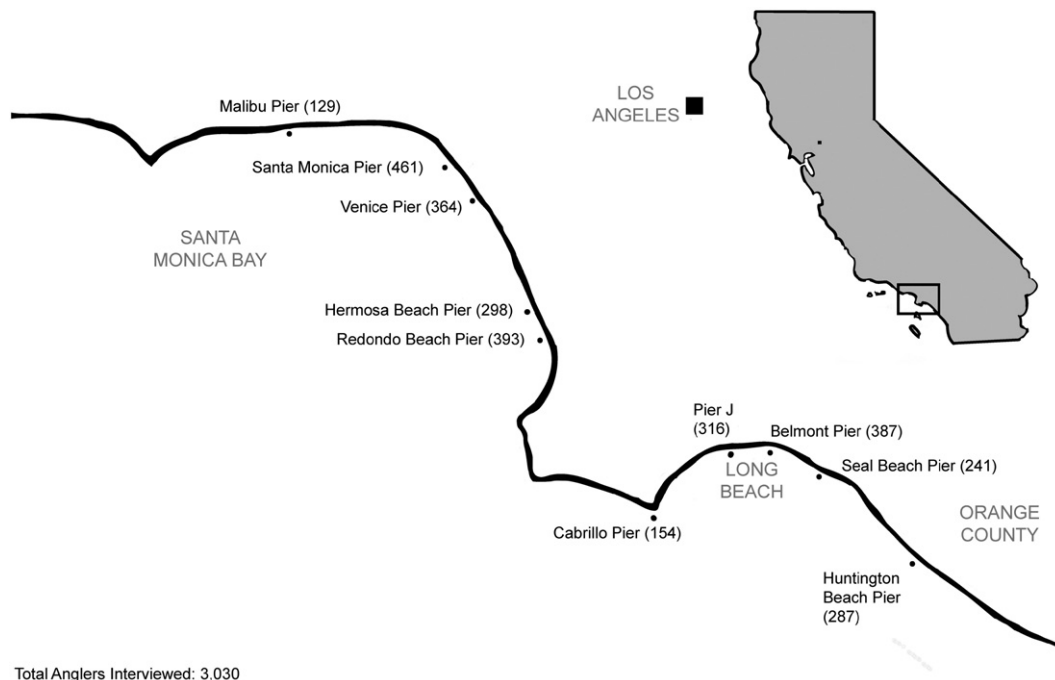 Malibu Pier (129)
LOS
ANGELES
Santa Monica Pier (461)
Venice Pier (364)
SANTA
MONICA BAY
Hermosa Beach Pier (298)
Redondo Beach Pier (393)
Pier J
(316)
Belmont Pier (387)
Seal Beach Pier (241)
LONG
BEACH
Cabrillo Pier (154)
ORANGE
COUNTY
Huntington
Beach Pier
(287)
Total Anglers Interviewed: 3.030